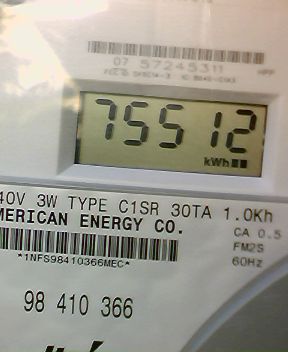 07 57245311
75512
kWh
40V 3W TYPE C1SR 30TA 1.0Kh
MERICAN ENERGY CO.
CA 0.5
FM2S
*1NFS98410366MEC*
60Hz
98 410 366